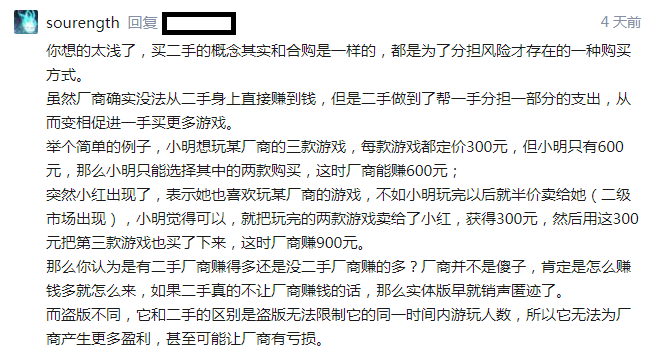 sourength 回复 4 天前
你想的太浅了，买二手的概念其实和合购是一样的，都是为了分担风险才存在的一种购买
方式。
虽然厂商确实没法从二手身上直接赚到钱，但是二手做到了帮一手分担一部分的支出，从
而变相促进一手买更多游戏。
举个简单的例子，小明想玩某厂商的三款游戏，每款游戏都定价300元，但小明只有600
元，那么小明只能选择其中的两款购买，这时厂商能赚600元；
突然小红出现了，表示她也喜欢玩某厂商的游戏，不如小明玩完以后就半价卖给她（二级
市场出现），小明觉得可以，就把玩完的两款游戏卖给了小红，获得300元，然后用这300
元把第三款游戏也买了下来，这时厂商赚900元。
那么你认为是有二手厂商赚得多还是没二手厂商赚的多？厂商并不是傻子，肯定是怎么赚
钱多就怎么来，如果二手真的不让厂商赚钱的话，那么实体版早就销声匿迹了。
而盗版不同，它和二手的区别是盗版无法限制它的同一时间内游玩人数，所以它无法为厂
商产生更多盈利，甚至可能让厂商有亏损。